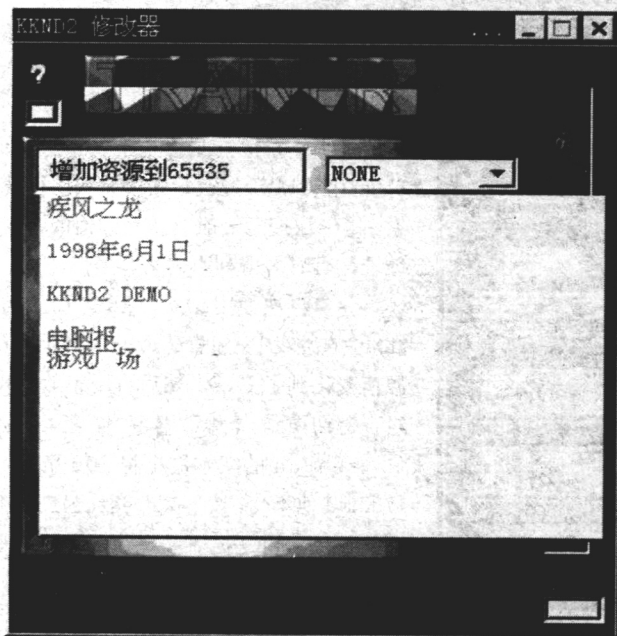 KKND2 修改器
?
增加资源到65535
NONE
疾风之龙
1998年6月1日
KKND2 DEMO
电脑报
游戏广场